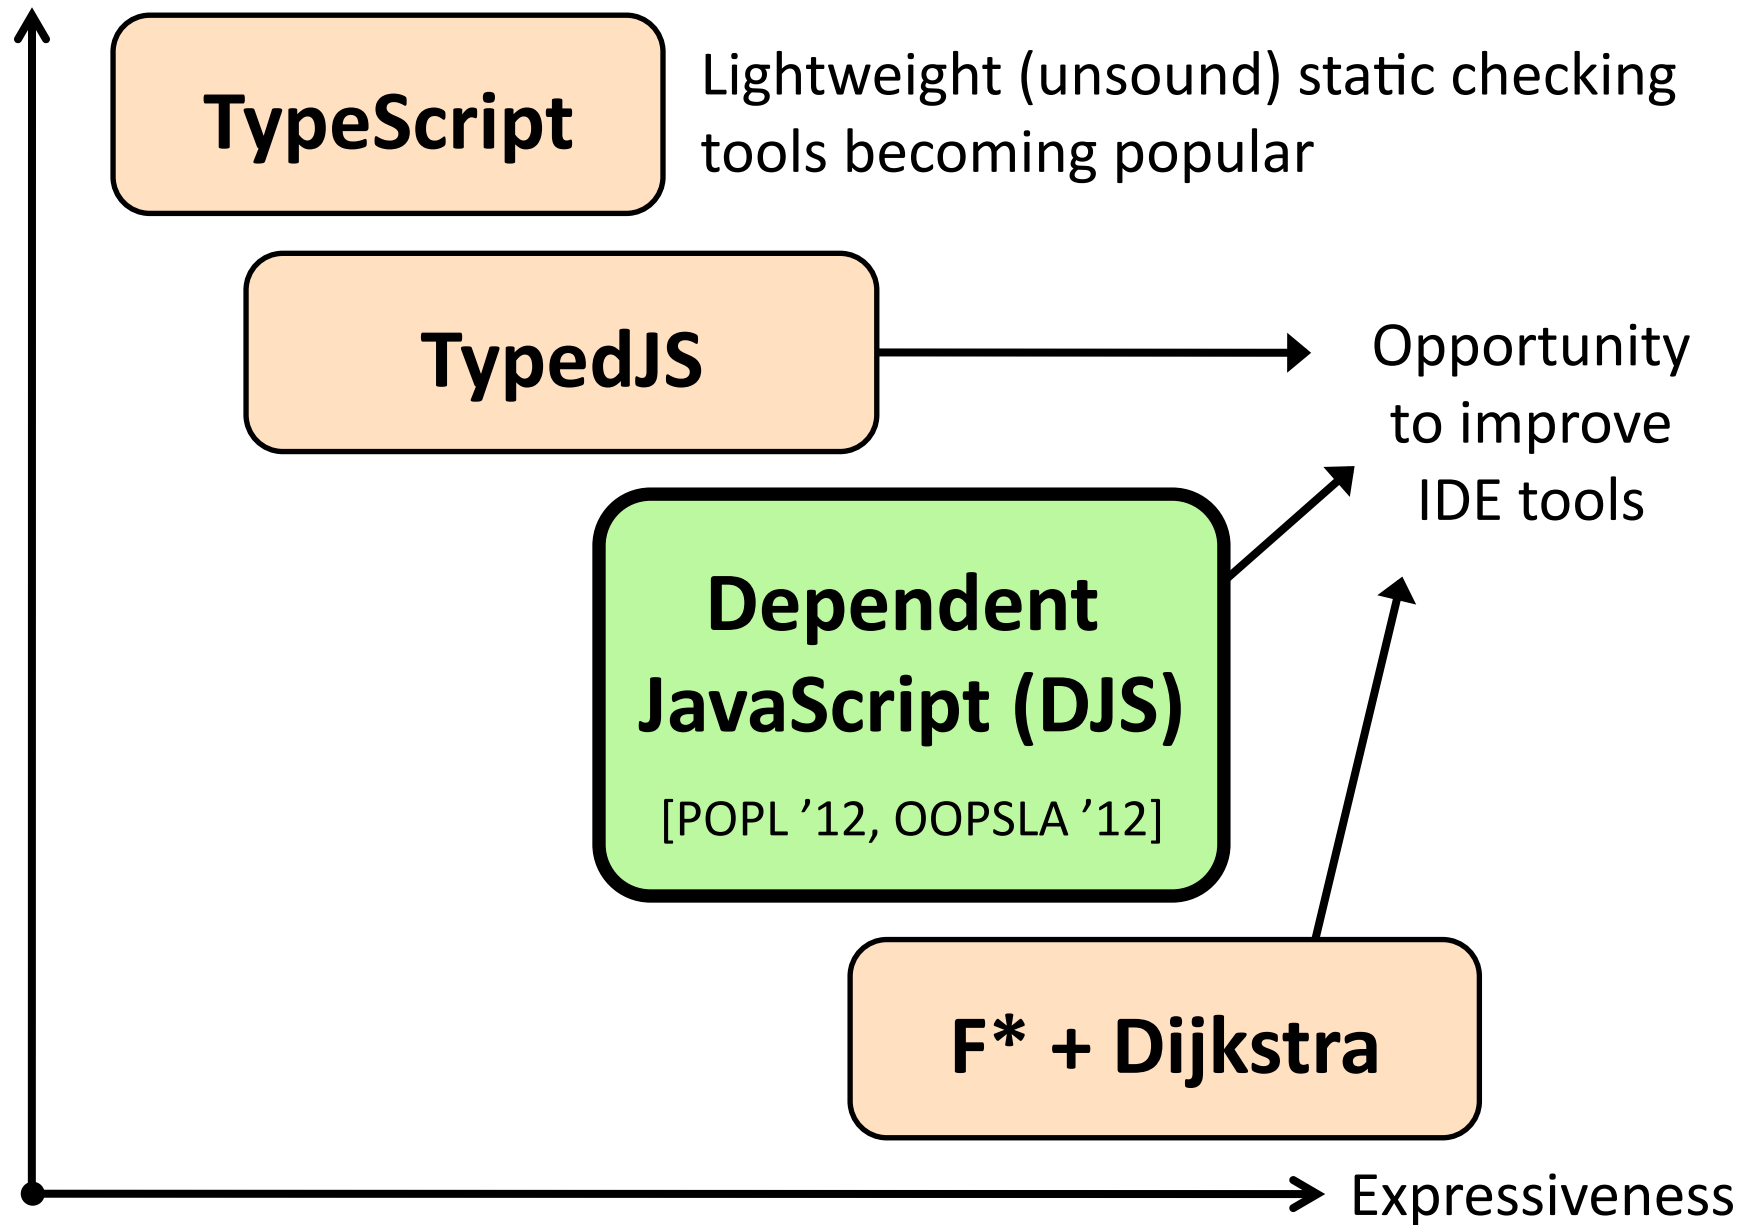 TypeScript
Lightweight (unsound) static checking
tools becoming popular
TypedJS
Opportunity
to improve
IDE tools
Dependent
JavaScript (DJS)
[POPL ’12, OOPSLA ’12]
F* + Dijkstra
Expressiveness